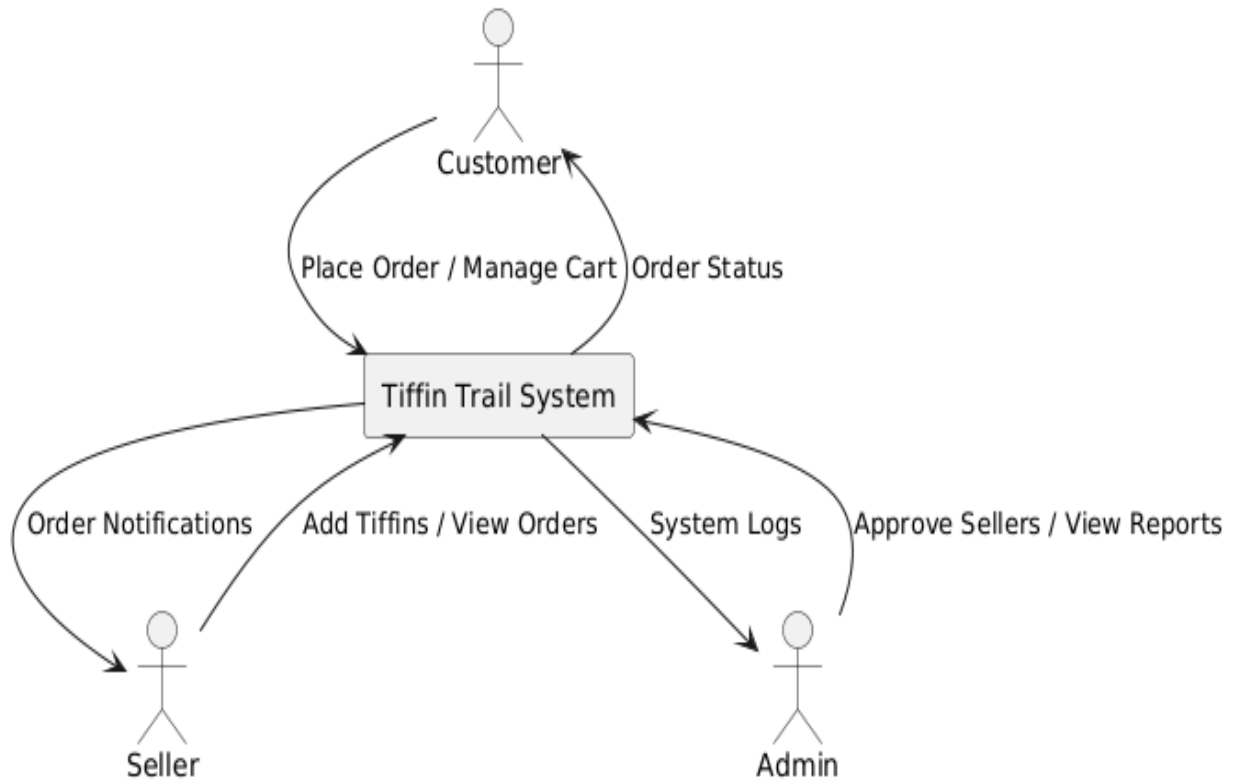 Customer
Place Order / Manage Cart
Order Status
Tiffin Trail System
Order Notifications
Add Tiffins / View Orders
System Logs
Approve Sellers / View Reports
Seller
Admin